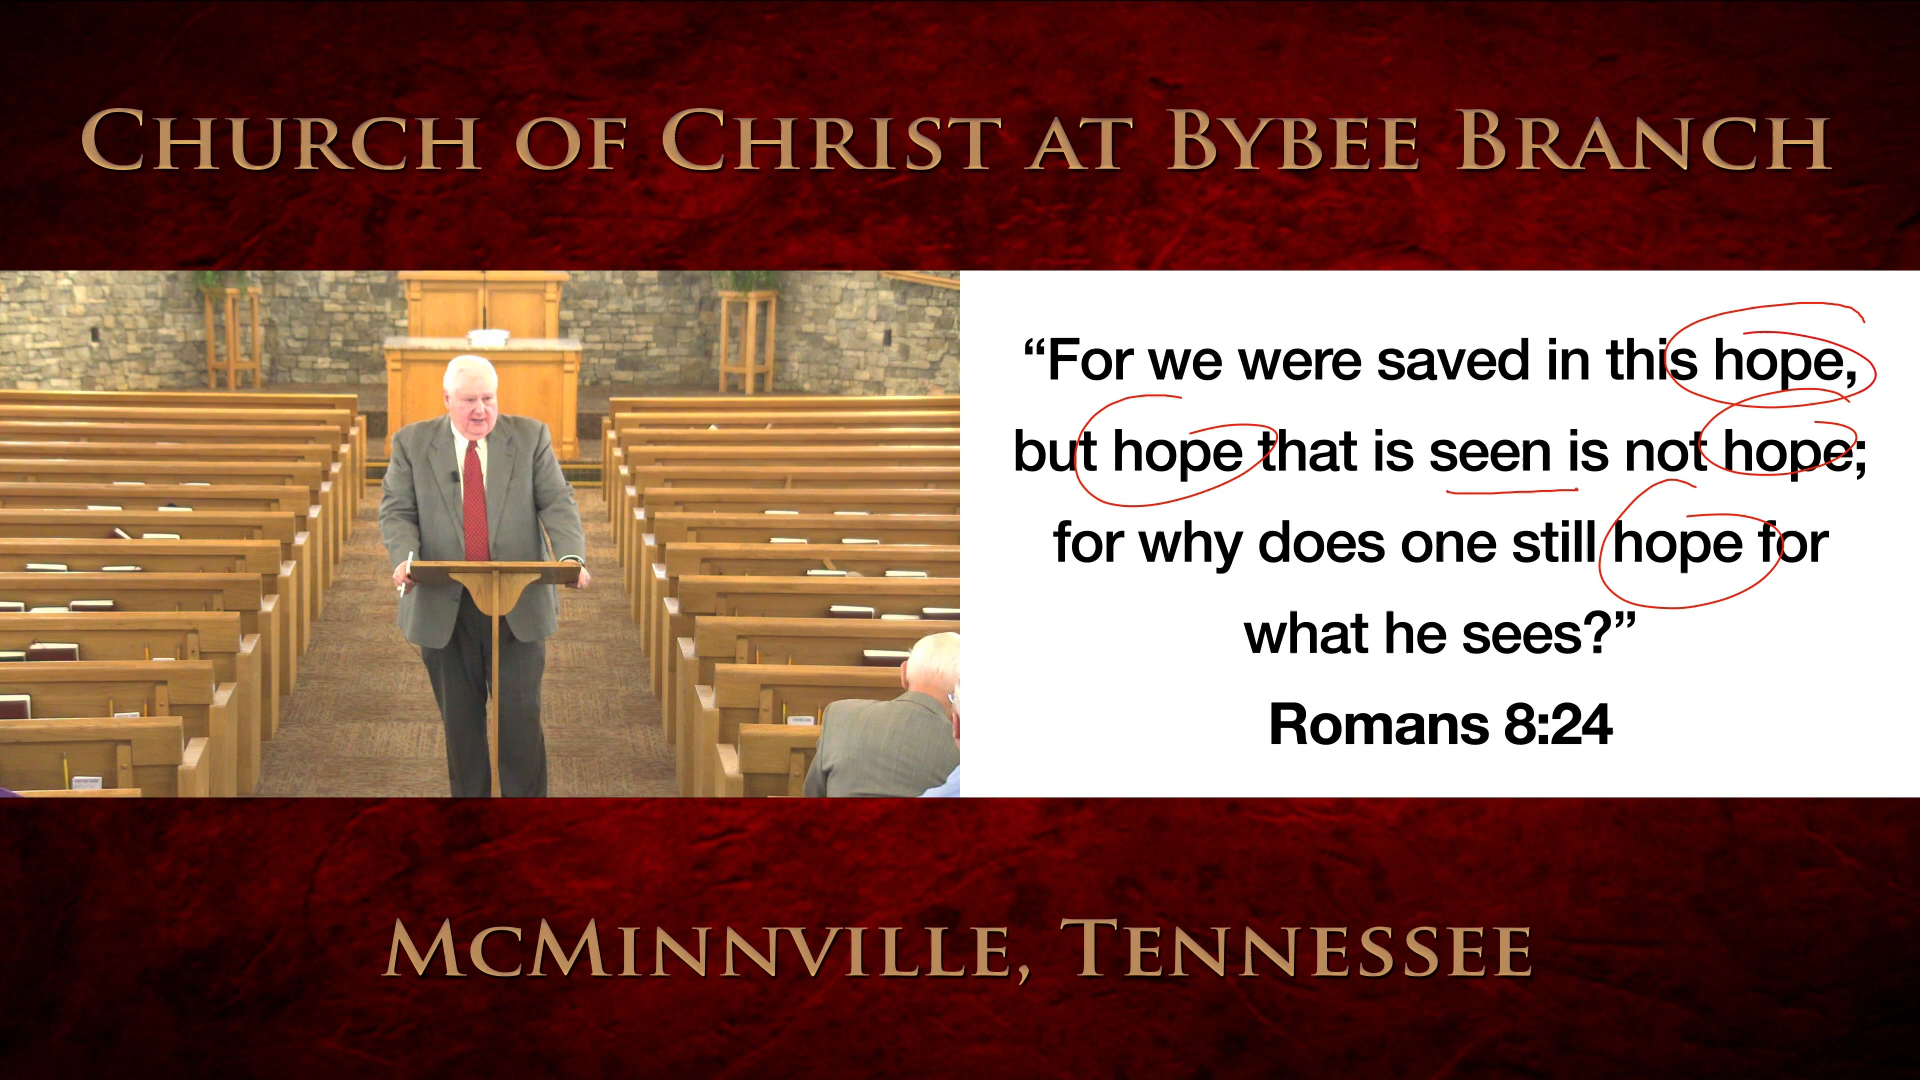 CHURCH OF CHRIST AT BYBEE BRANCH
“For we were saved in this hope,
but hope that is seen is not hope;
for why does one still hope for
what he sees?”
Romans 8:24
MCMINNVILLE, TENNESSEE